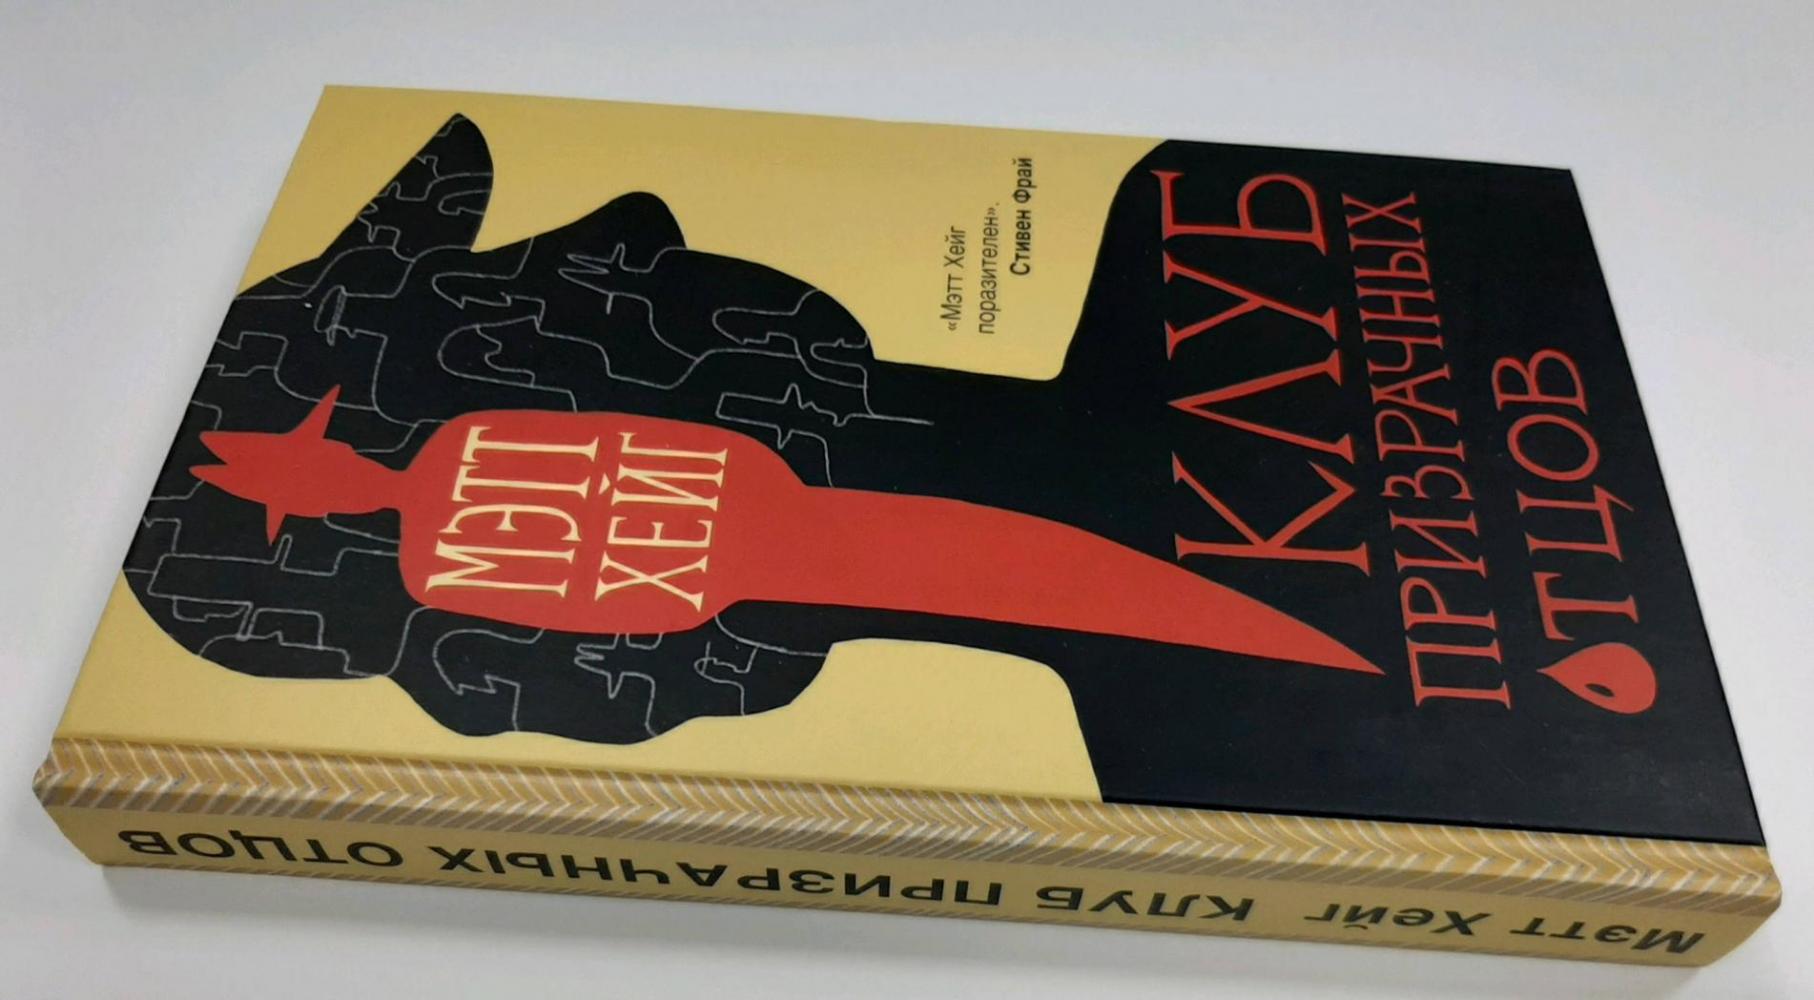 МЭТТ
ХЕЙГ
«Мэтт Хейг
поразителен».
Стивен Фрай
КЛУБ
ПРИЗРАЧНЫХ
ОТЦОВ
Мэтт Хейг КЛУБ ПРИЗРАЧНЫХ ОТЦОВ